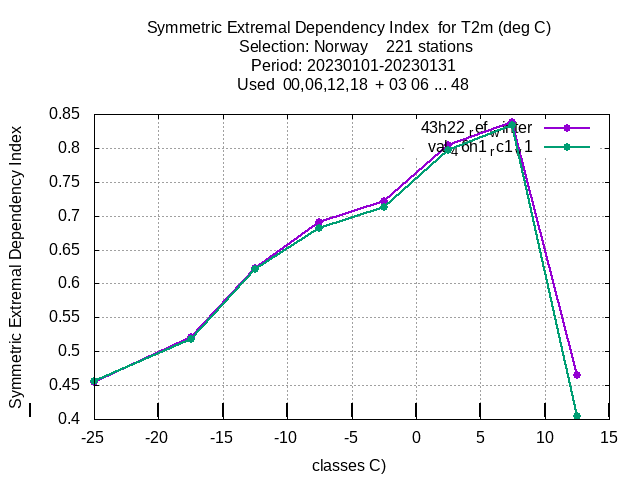 Symmetric Extremal Dependency Index  for T2m (deg C)
Selection: Norway    221 stations
Period: 20230101-20230131
Used  00,06,12,18  + 03 06 ... 48
Symmetric Extremal Dependency Index
0.85
0.8
0.75
0.7
0.65
0.6
0.55
0.5
0.45
0.4
-25 -20 -15 -10 -5 0 5 10 15
classes C)